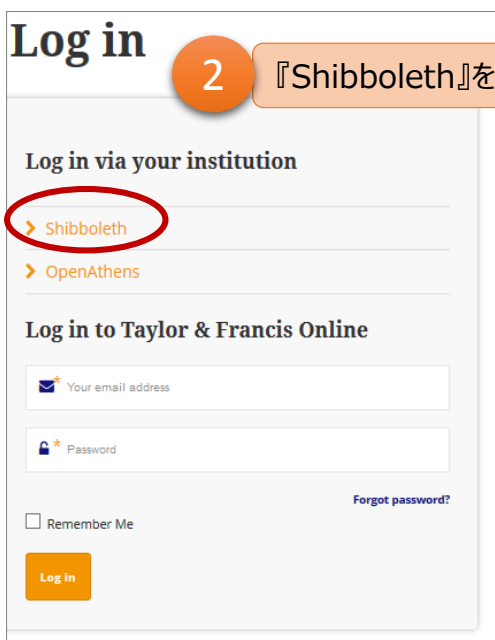 Log in
2 『Shibboleth』を
Log in via your institution
Shibboleth
OpenAthens
Log in to Taylor & Francis Online
* Your email address
* Password
Forgot password?
Remember Me
Log in